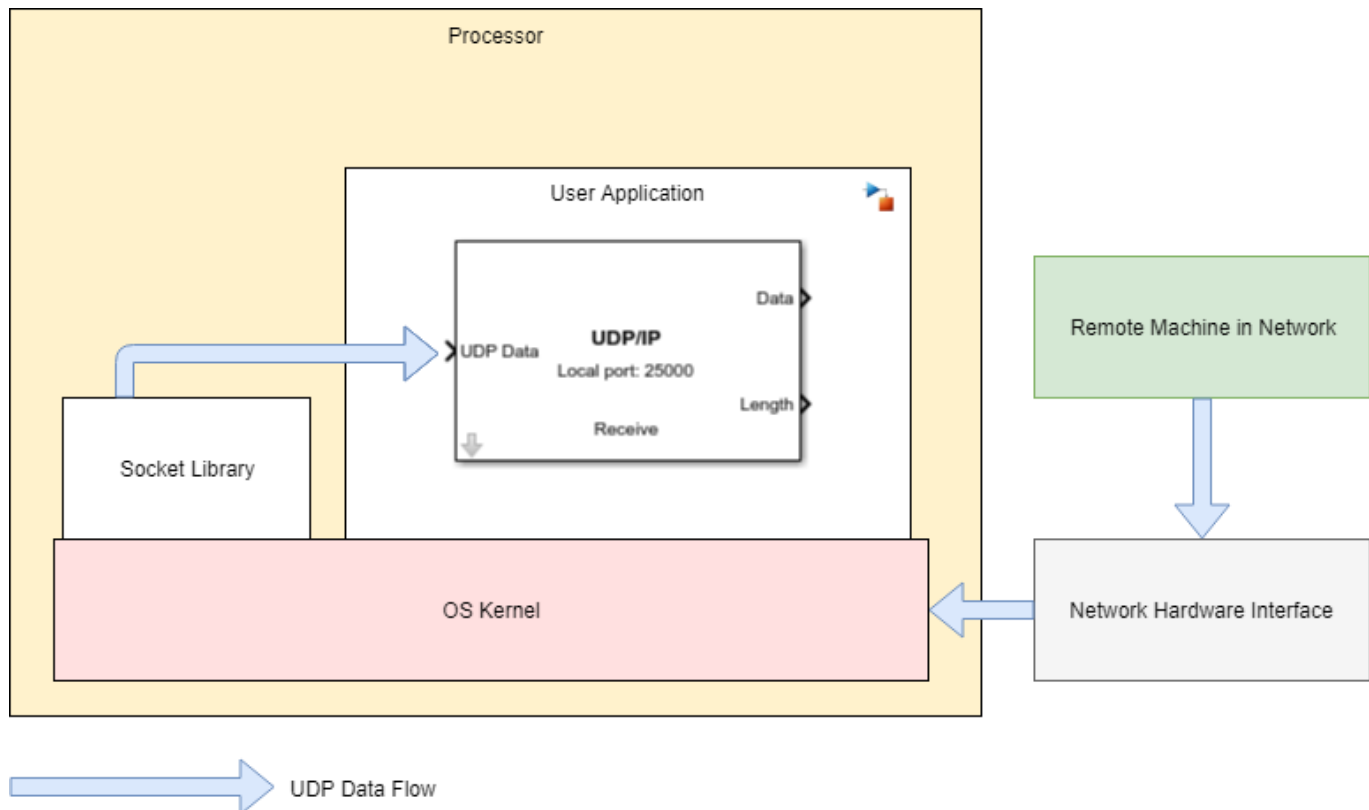 Processor
User Application
Data
UDP/IP
UDP Data
Local port: 25000
Length
Receive
Remote Machine in Network
Socket Library
OS Kernel
Network Hardware Interface
UDP Data Flow